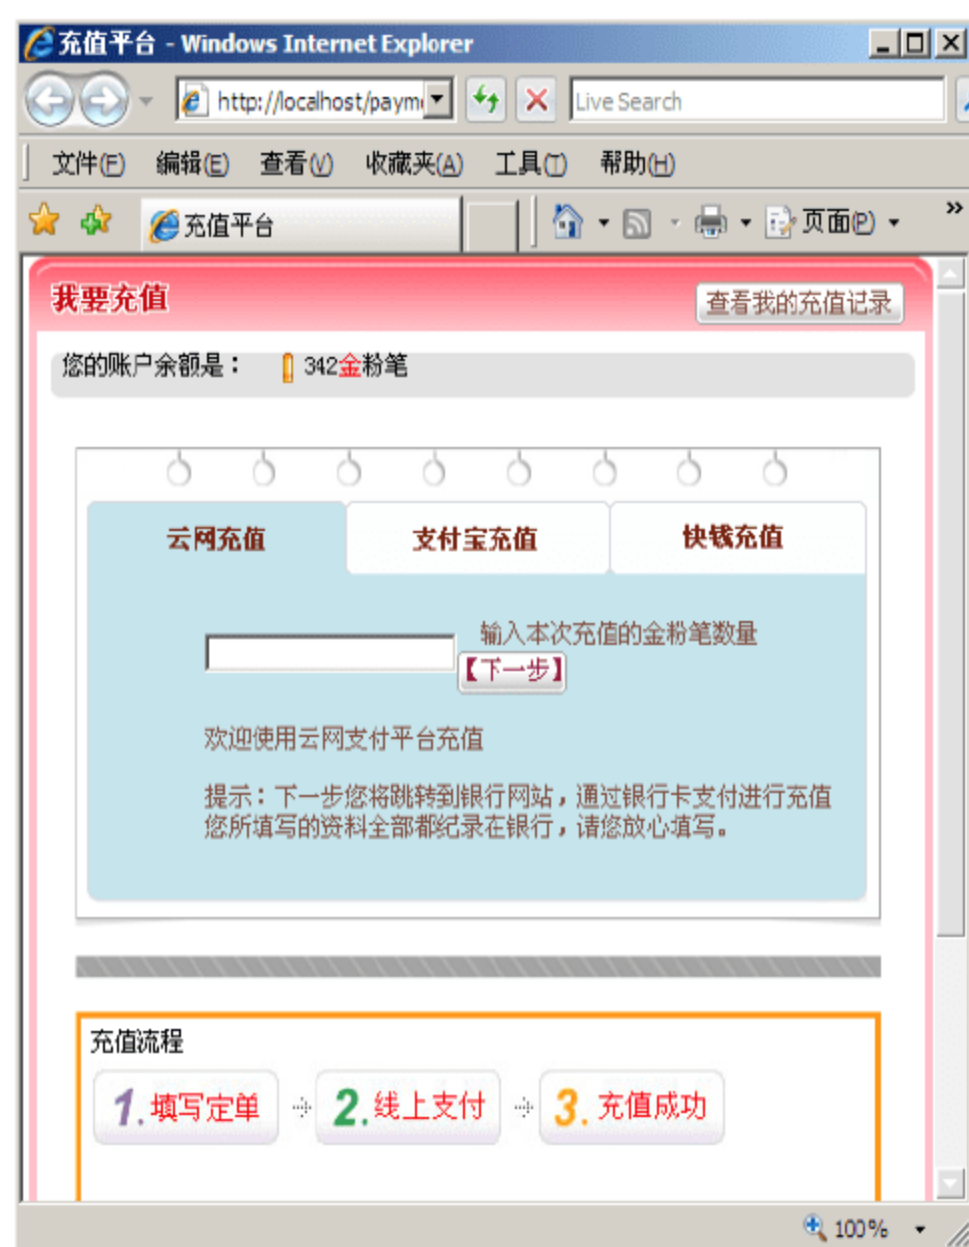 充值平台 - Windows Internet Explorer
http://localhost/payme
Live Search
文件(F) 编辑(E) 查看(V) 收藏夹(A) 工具(T) 帮助(H)
充值平台
页面(P)
»
我要充值
查看我的充值记录
您的账户余额是： 342金粉笔
云网充值 支付宝充值 快钱充值
输入本次充值的金粉笔数量
【下一步】
欢迎使用云网支付平台充值
提示：下一步您将跳转到银行网站，通过银行卡支付进行充值
您所填写的资料全部都纪录在银行，请您放心填写。
充值流程
1.填写定单 2.线上支付 3.充值成功
100%